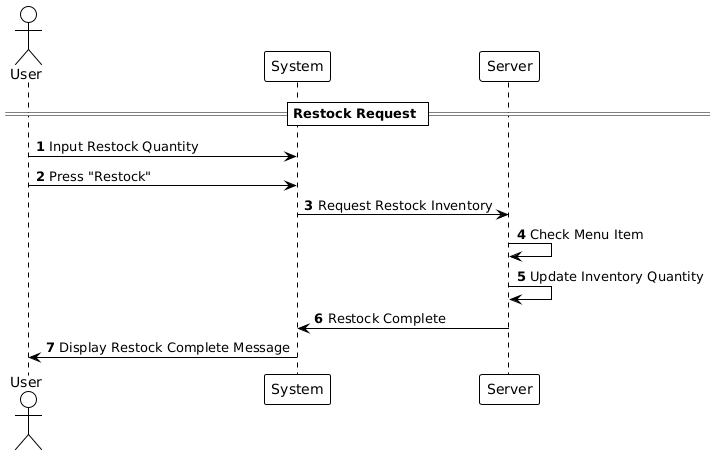 User
System
Server
Restock Request
1 Input Restock Quantity
2 Press "Restock"
3 Request Restock Inventory
4 Check Menu Item
5 Update Inventory Quantity
6 Restock Complete
7 Display Restock Complete Message
User
System
Server